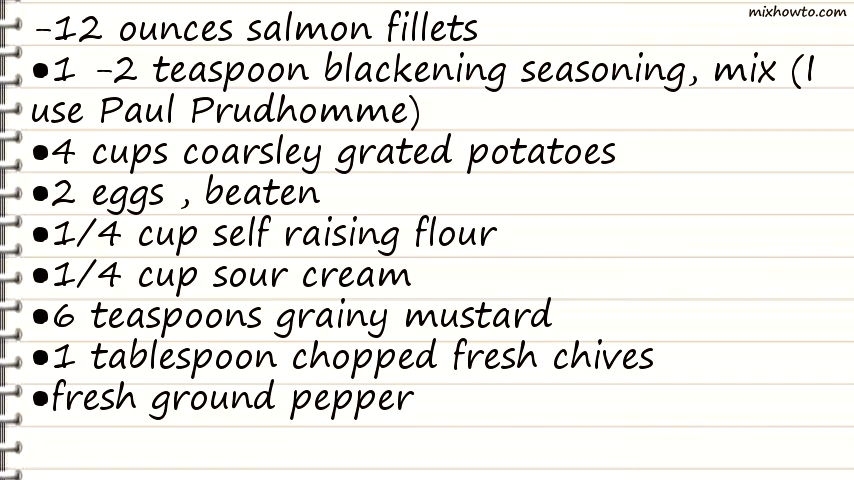 mixhowto.com
-12 ounces salmon fillets
•1 -2 teaspoon blackening seasoning, mix (I
use Paul Prudhomme)
•4 cups coarsley grated potatoes
•2 eggs , beaten
•1/4 cup self raising flour
•1/4 cup sour cream
•6 teaspoons grainy mustard
•1 tablespoon chopped fresh chives
•fresh ground pepper